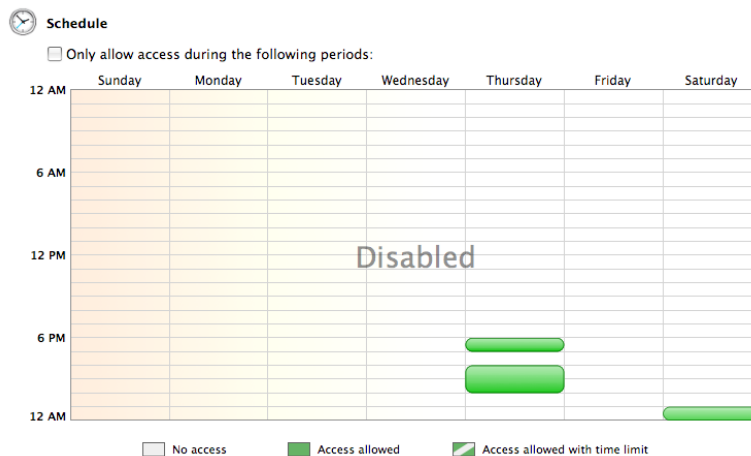 Schedule
Only allow access during the following periods:
Sunday Monday Tuesday Wednesday Thursday Friday Saturday
12 AM
6 AM
12 PM
Disabled
6 PM
12 AM
No access Access allowed Access allowed with time limit